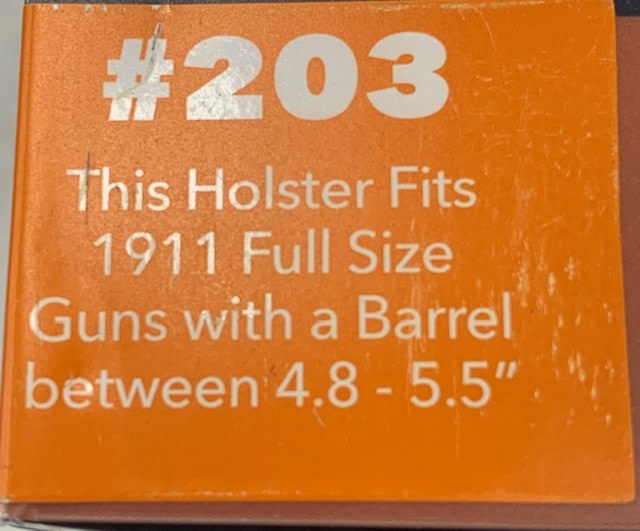 #203
This Holster Fits
1911 Full Size
Guns with a Barrel
between 4.8 - 5.5”